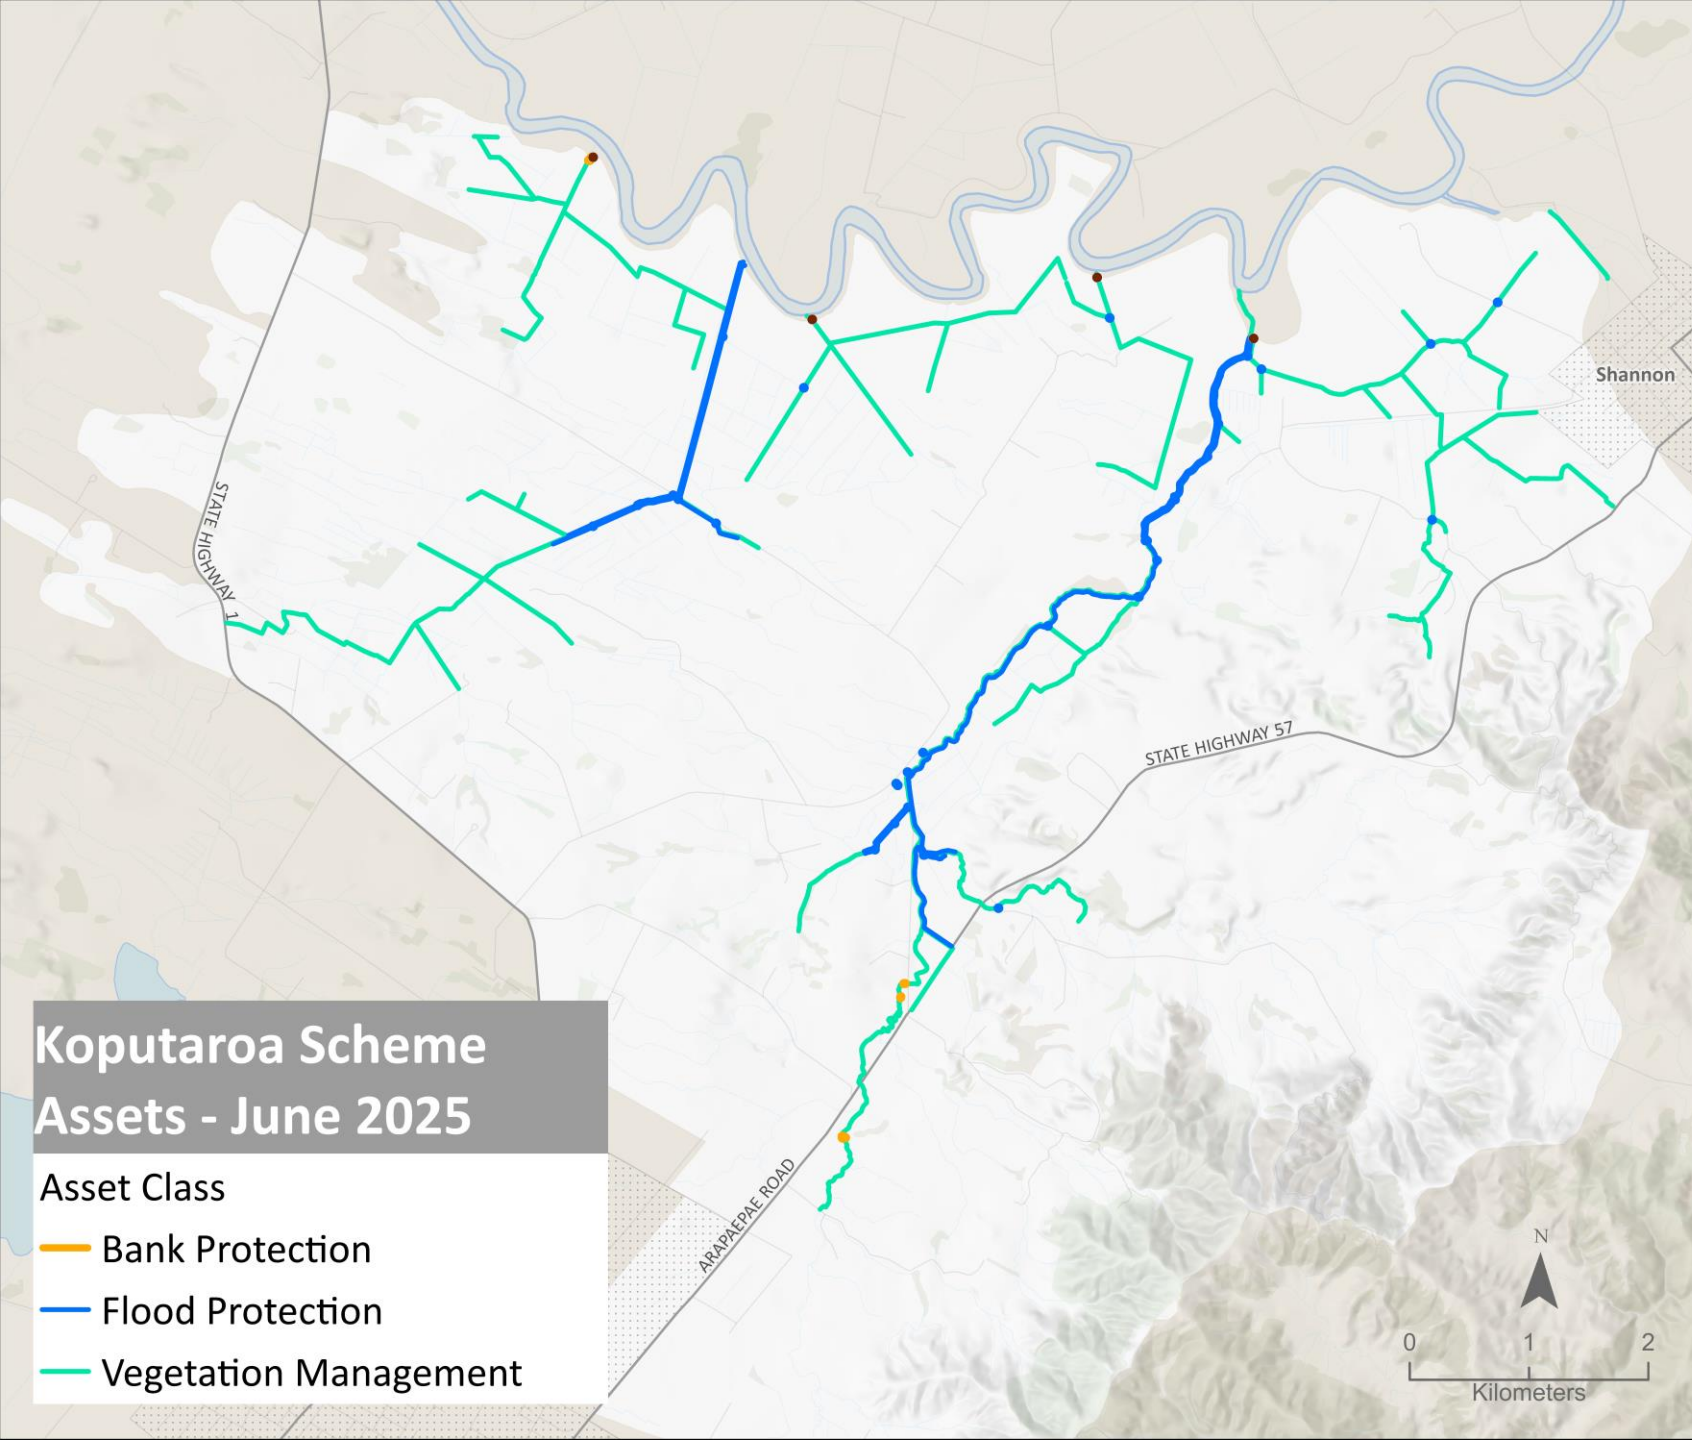 Shannon
STATE HIGHWAY 1
STATE HIGHWAY 57
ARAPAEPAE ROAD
Koputaroa Scheme
Assets - June 2025
Asset Class
Bank Protection
Flood Protection
Vegetation Management
N
0 1 2
Kilometers